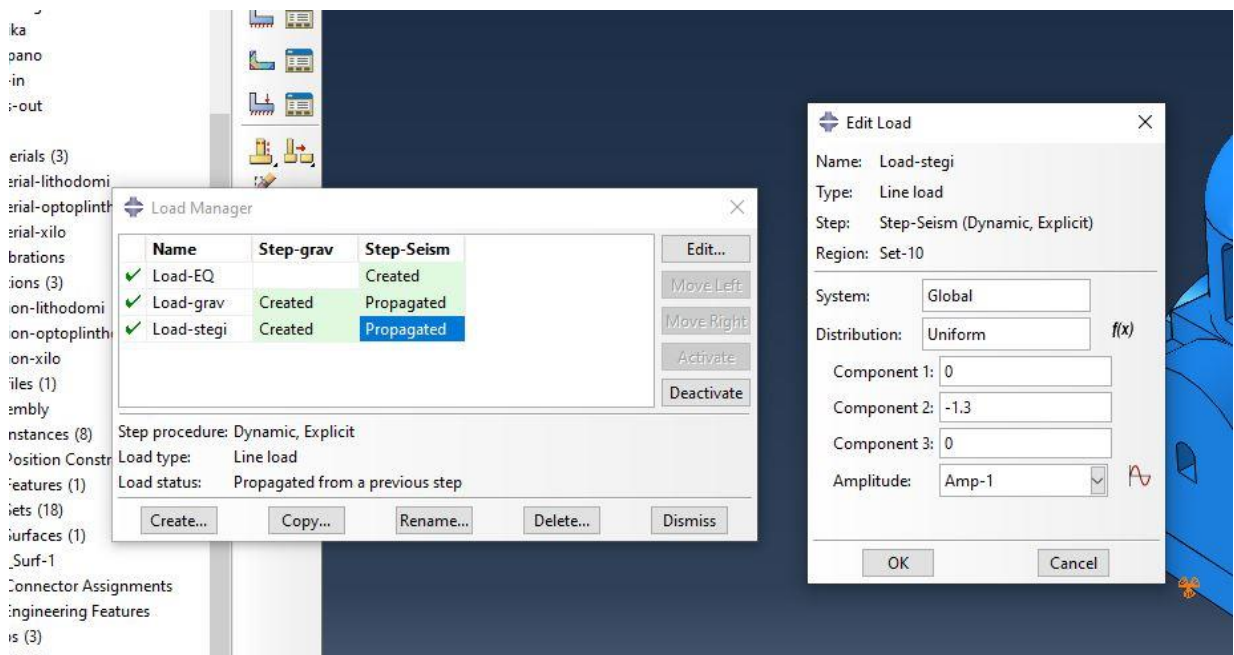 ika
pano
-in
s-out
erials (3)
erial-lithodomi
erial-optoplinth
erial-xilo
brations
ions (3)
ion-lithodomi
ion-optoplinth
ion-xilo
files (1)
embly
nstances (8)
Position Constr
Features (1)
Sets (18)
Surfaces (1)
_Surf-1
Connector Assignments
Engineering Features
os (3)
Load Manager
Name Step-grav Step-Seism
Load-EQ Created
Load-grav Created Propagated
Load-stegi Created Propagated
Edit...
Move Left
Move Right
Activate
Deactivate
Step procedure: Dynamic, Explicit
Load type: Line load
Load status: Propagated from a previous step
Create... Copy... Rename... Delete... Dismiss
Edit Load
Name: Load-stegi
Type: Line load
Step: Step-Seism (Dynamic, Explicit)
Region: Set-10
System: Global
Distribution: Uniform f(x)
Component 1: 0
Component 2: -1.3
Component 3: 0
Amplitude: Amp-1
OK Cancel